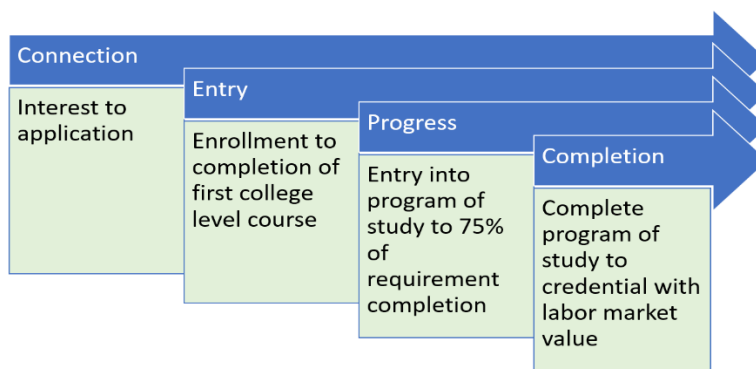 Connection
Interest to
application
Entry
Enrollment to
completion of
first college
level course
Progress
Entry into
program of
study to 75%
of
requirement
completion
Completion
Complete
program of
study to
credential with
labor market
value